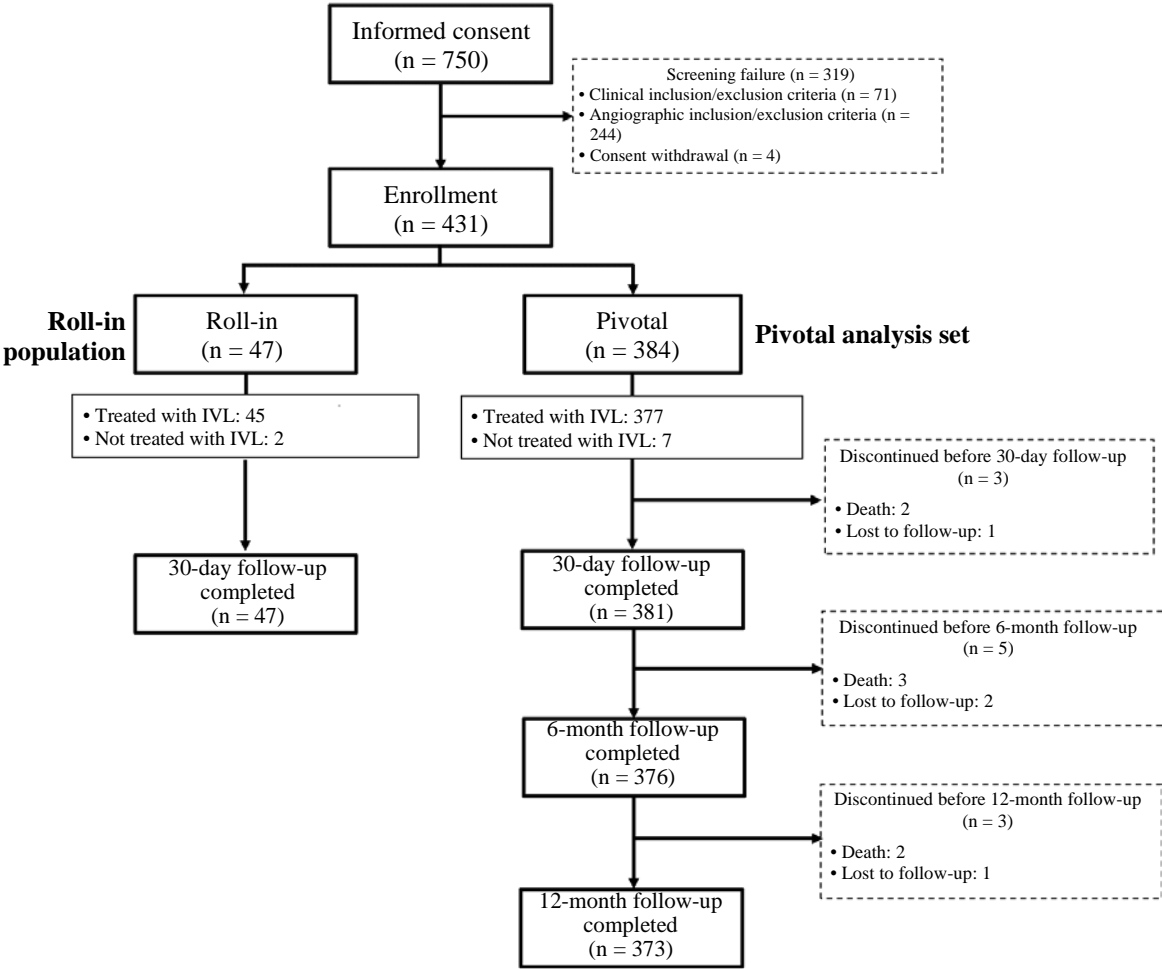 Informed consent
(n = 750)
Screening failure (n = 319)
• Clinical inclusion/exclusion criteria (n = 71)
• Angiographic inclusion/exclusion criteria (n =
244)
• Consent withdrawal (n = 4)
Enrollment
(n = 431)
Roll-in
population
Roll-in
(n = 47)
Pivotal
(n = 384)
Pivotal analysis set
• Treated with IVL: 45
• Not treated with IVL: 2
• Treated with IVL: 377
• Not treated with IVL: 7
Discontinued before 30-day follow-up
(n = 3)
• Death: 2
• Lost to follow-up: 1
30-day follow-up
completed
(n = 47)
30-day follow-up
completed
(n = 381)
Discontinued before 6-month follow-up
(n = 5)
• Death: 3
• Lost to follow-up: 2
6-month follow-up
completed
(n = 376)
Discontinued before 12-month follow-up
(n = 3)
• Death: 2
• Lost to follow-up: 1
12-month follow-up
completed
(n = 373)